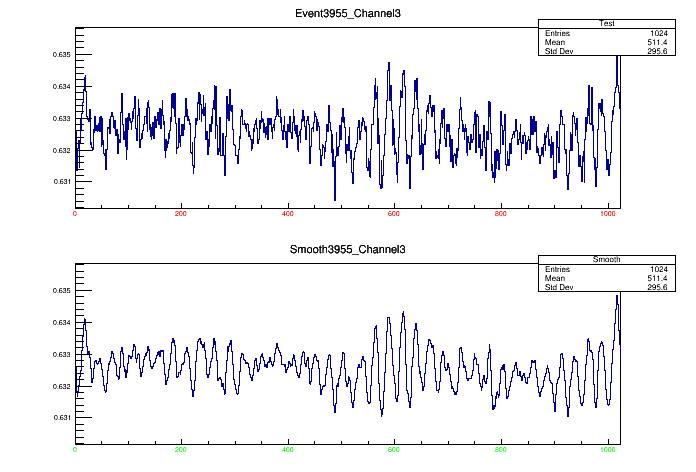 Event3955_Channel3
Test
Entries 1024
Mean 511.4
Std Dev 295.6
0.635
0.634
0.633
0.632
0.631
0 200 400 600 800 1000
Smooth3955_Channel3
Smooth
Entries 1024
Mean 511.4
Std Dev 295.6
0.635
0.634
0.633
0.632
0.631
0 200 400 600 800 1000